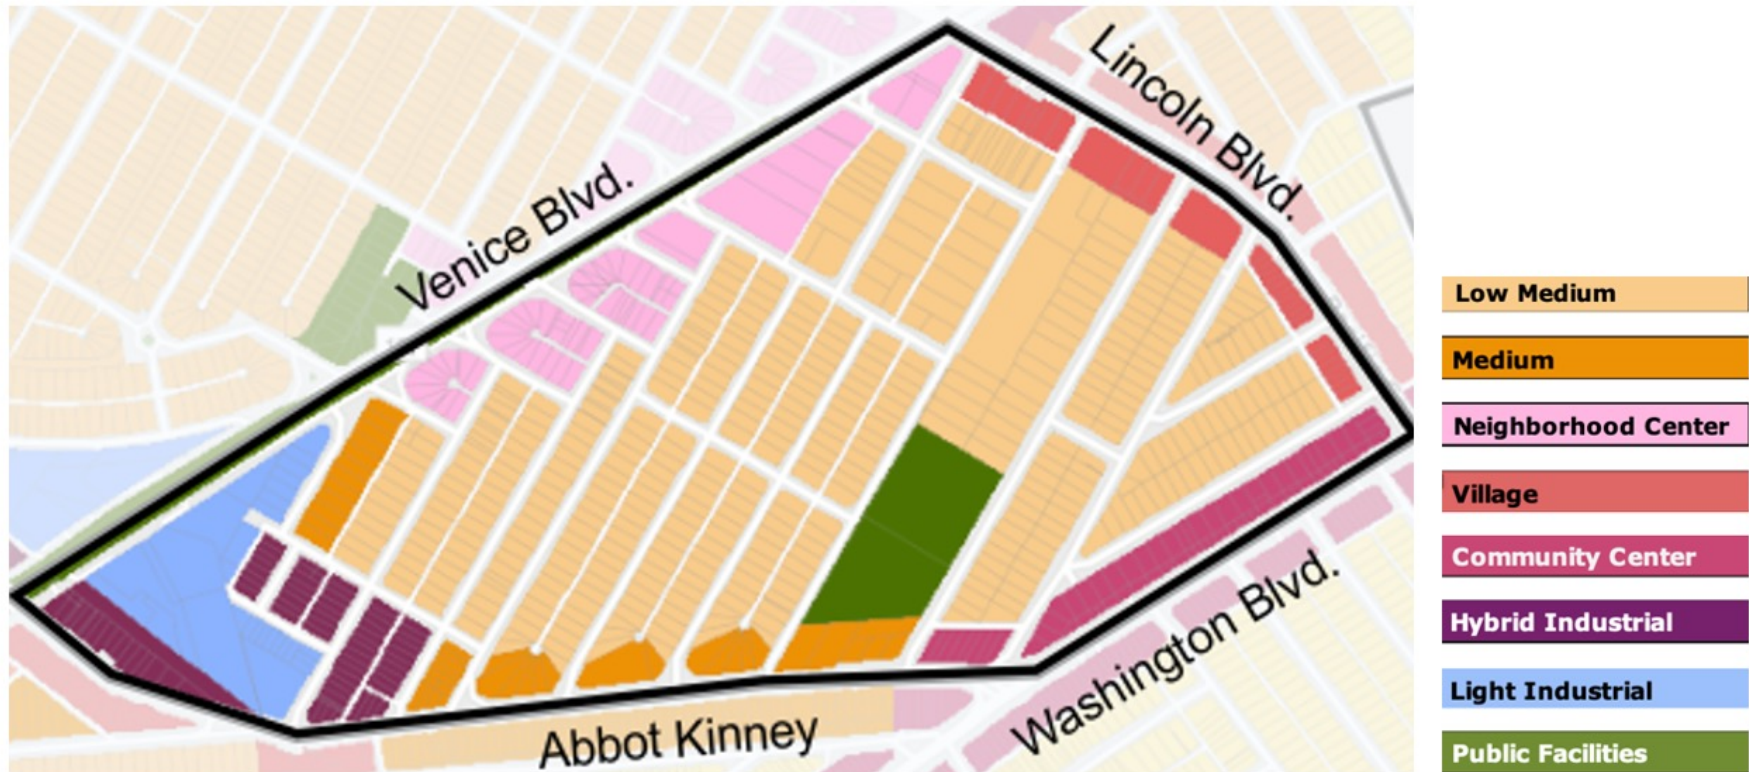 Lincoln Blvd.
Venice Blvd.
Washington Blvd.
Abbot Kinney
Low Medium
Medium
Neighborhood Center
Village
Community Center
Hybrid Industrial
Light Industrial
Public Facilities